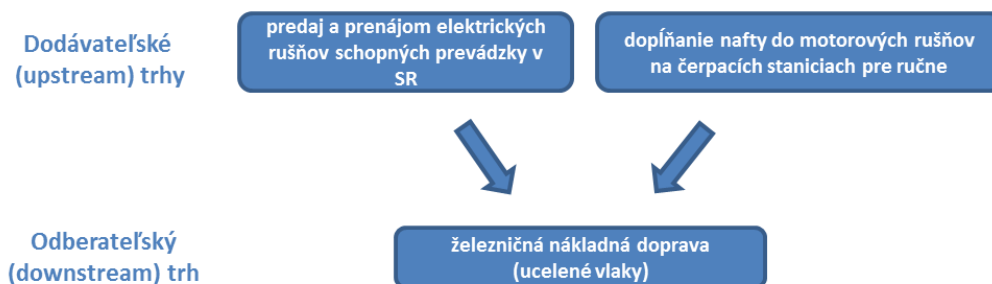 Dodávateľské
(upstream) trhy
predaj a prenájom elektrických
rušňov schopných prevádzky v
SR
dopĺňanie nafty do motorových rušňov
na čerpacích staniciach pre ručne
Odberateľský
(downstream) trh
železničná nákladná doprava
(ucelené vlaky)